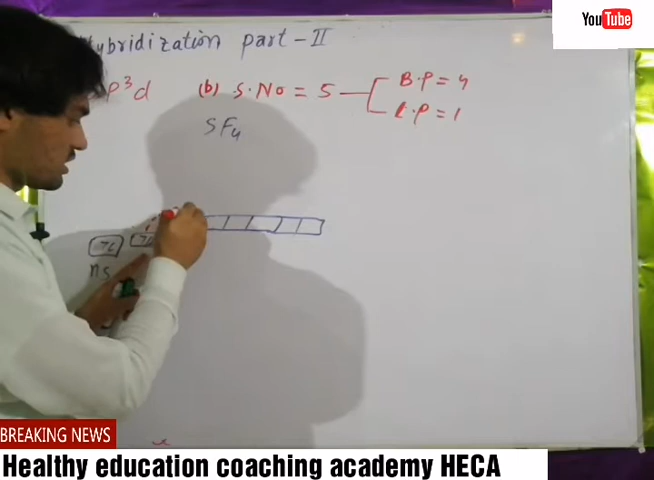 Hybridization part - II
p³d
(b) S.No = 5
B.P = 4
L.P = 1
SF₄
ns
YouTube
BREAKING NEWS
Healthy education coaching academy HECA